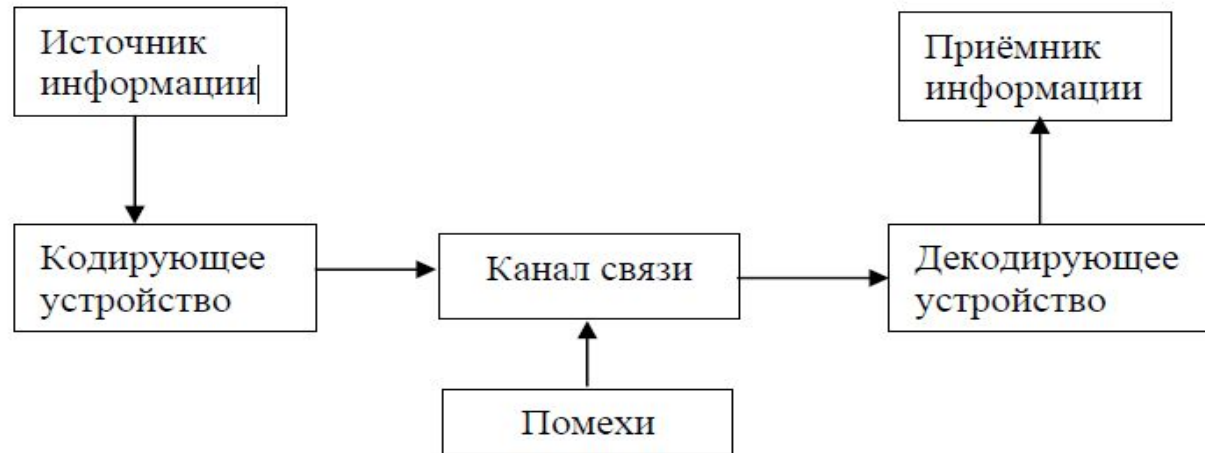 Источник
информации
Приёмник
информации
Кодирующее
устройство
Канал связи
Декодирующее
устройство
Помехи